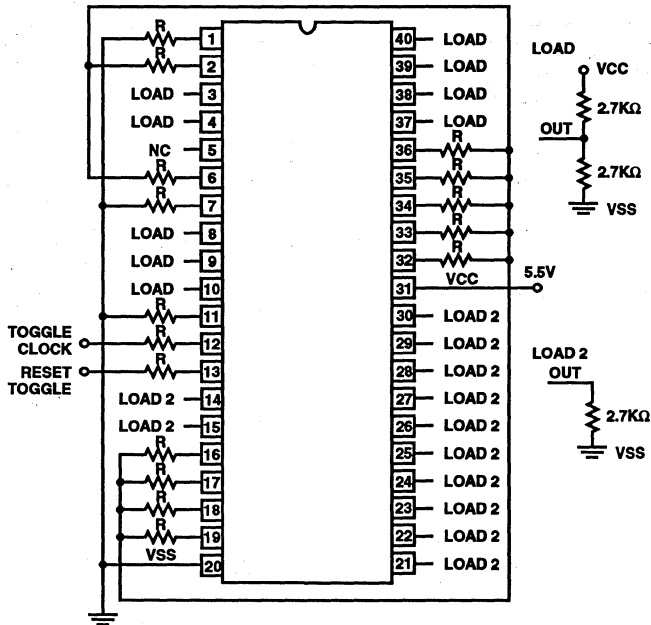 R 1 40 LOAD
R 2 39 LOAD
LOAD 3 38 LOAD
LOAD 4 37 LOAD
NC 5 36 R
R 6 35 R
R 7 34 R
LOAD 8 33 R
LOAD 9 32 R
LOAD 10 31 VCC 5.5V
R 11 30 LOAD 2
TOGGLE CLOCK R 12 29 LOAD 2
RESET TOGGLE R 13 28 LOAD 2
LOAD 2 14 27 LOAD 2
LOAD 2 15 26 LOAD 2
R 16 25 LOAD 2
R 17 24 LOAD 2
R 18 23 LOAD 2
R 19 22 LOAD 2
VSS 20 21 LOAD 2
LOAD
VCC
2.7KΩ
OUT
2.7KΩ
VSS
LOAD 2
OUT
2.7KΩ
VSS